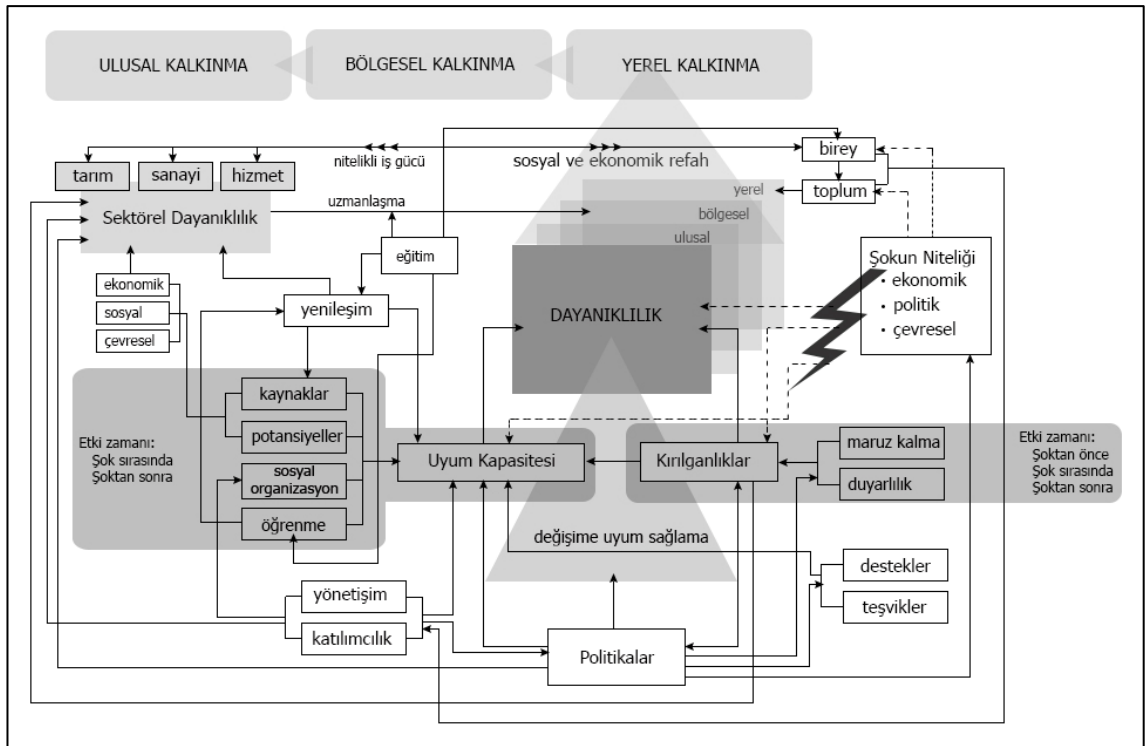 ULUSAL KALKINMA
BÖLGESEL KALKINMA
YEREL KALKINMA
nitelikli iş gücü
sosyal ve ekonomik refah
birey
tarım
sanayi
hizmet
toplum
yerel
bölgesel
ulusal
Sektörel Dayanıklılık
uzmanlaşma
eğitim
Şokun Niteliği
· ekonomik
· politik
· çevresel
ekonomik
sosyal
çevresel
yenileşim
DAYANIKLILIK
Etki zamanı:
Şok sırasında
Şoktan sonra
kaynaklar
potansiyeller
sosyal
organizasyon
öğrenme
Uyum Kapasitesi
Kırılganlıklar
maruz kalma
duyarlılık
Etki zamanı:
Şoktan önce
Şok sırasında
Şoktan sonra
değişime uyum sağlama
destekler
teşvikler
yönetişim
katılımcılık
Politikalar